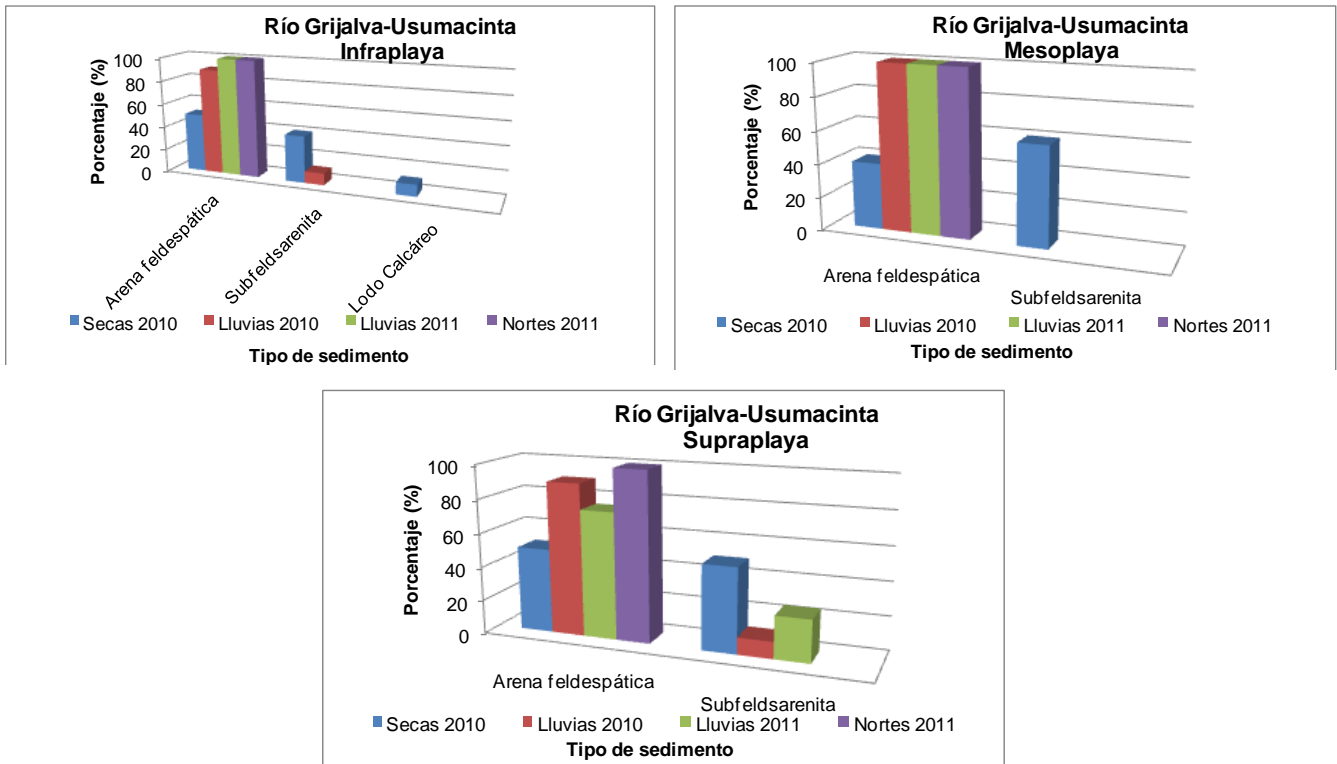 Río Grijalva-Usumacinta
Infraplaya
Porcentaje (%)
100
80
60
40
20
0
Arena feldespática
Subfeldsarenita
Lodo Calcáreo
Secas 2010 Lluvias 2010 Lluvias 2011 Nortes 2011
Tipo de sedimento
Río Grijalva-Usumacinta
Mesoplaya
Porcentaje (%)
100
80
60
40
20
0
Arena feldespática
Subfeldsarenita
Secas 2010 Lluvias 2010 Lluvias 2011 Nortes 2011
Tipo de sedimento
Río Grijalva-Usumacinta
Supraplaya
Porcentaje (%)
100
80
60
40
20
0
Arena feldespática
Subfeldsarenita
Secas 2010 Lluvias 2010 Lluvias 2011 Nortes 2011
Tipo de sedimento